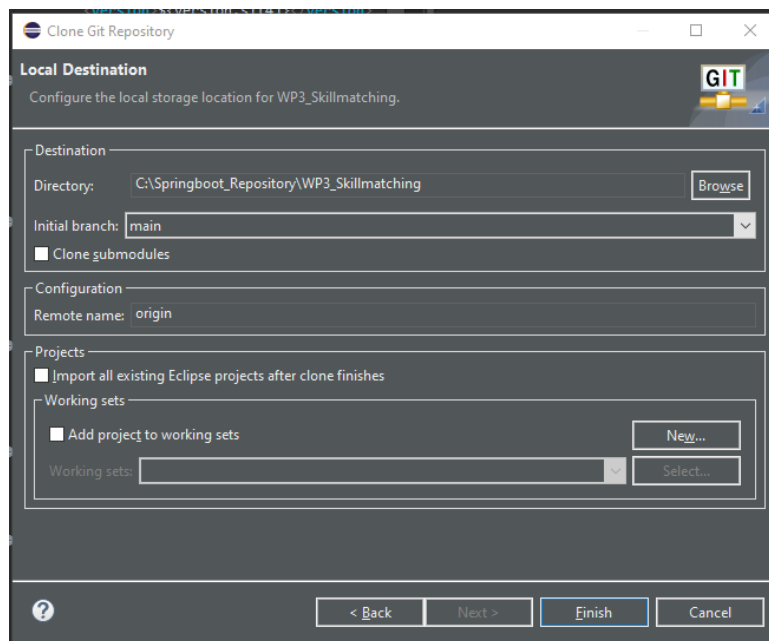 Clone Git Repository
Local Destination
Configure the local storage location for WP3_Skillmatching.
GIT
Destination
Directory: C:\Springboot_Repository\WP3_Skillmatching Browse
Initial branch: main
Clone submodules
Configuration
Remote name: origin
Projects
Import all existing Eclipse projects after clone finishes
Working sets
Add project to working sets New...
Working sets: Select...
< Back Next > Finish Cancel